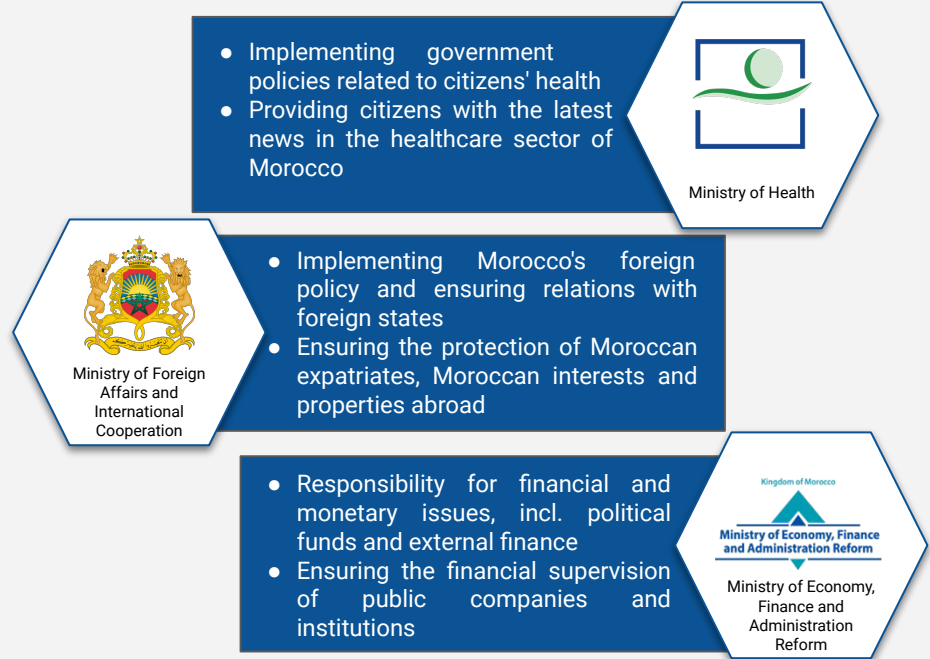 ● Implementing government
policies related to citizens' health
● Providing citizens with the latest
news in the healthcare sector of
Morocco
Ministry of Health
Ministry of Foreign
Affairs and
International
Cooperation
● Implementing Morocco's foreign
policy and ensuring relations with
foreign states
● Ensuring the protection of Moroccan
expatriates, Moroccan interests and
properties abroad
● Responsibility for financial and
monetary issues, incl. political
funds and external finance
● Ensuring the financial supervision
of public companies and
institutions
Kingdom of Morocco
Ministry of Economy, Finance
and Administration Reform
Ministry of Economy,
Finance and
Administration
Reform